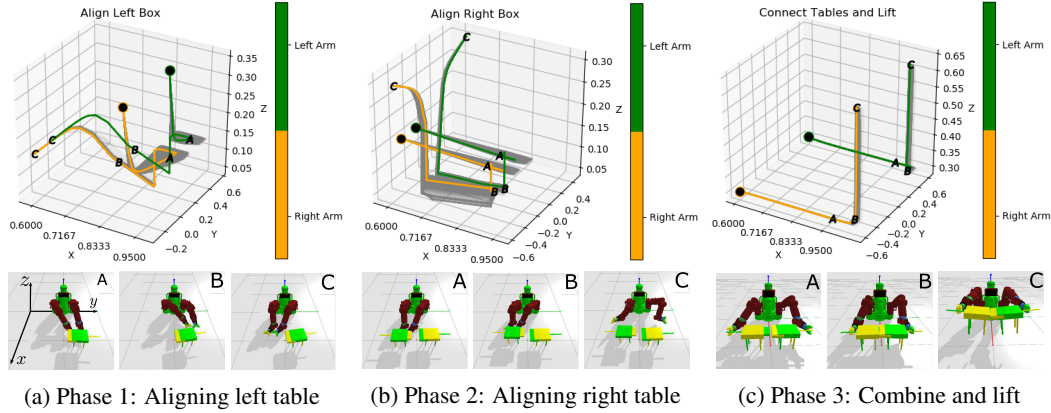 Align Left Box
C
C
B
B
A
A
0.35
0.30
0.25
0.20
0.15
0.10
0.05
Z
0.6000
0.7167
0.8333
0.9500
X
−0.2
0.0
0.2
0.4
0.6
Y
Left Arm
Right Arm
Align Right Box
C
C
A
A
B
B
0.35
0.30
0.25
0.20
0.15
0.10
0.05
Z
0.6000
0.7167
0.8333
0.9500
X
−0.6
−0.4
−0.2
0.0
0.2
0.4
Y
Left Arm
Right Arm
Connect Tables and Lift
C
C
A
B
A
B
0.65
0.60
0.55
0.50
0.45
0.40
0.35
0.30
Z
0.6000
0.7167
0.8333
0.9500
X
−0.6
−0.4
−0.2
0.0
0.2
0.4
0.6
Y
Left Arm
Right Arm
z
y
x
A
B
C
A
B
C
A
B
C
(a) Phase 1: Aligning left table
(b) Phase 2: Aligning right table
(c) Phase 3: Combine and lift